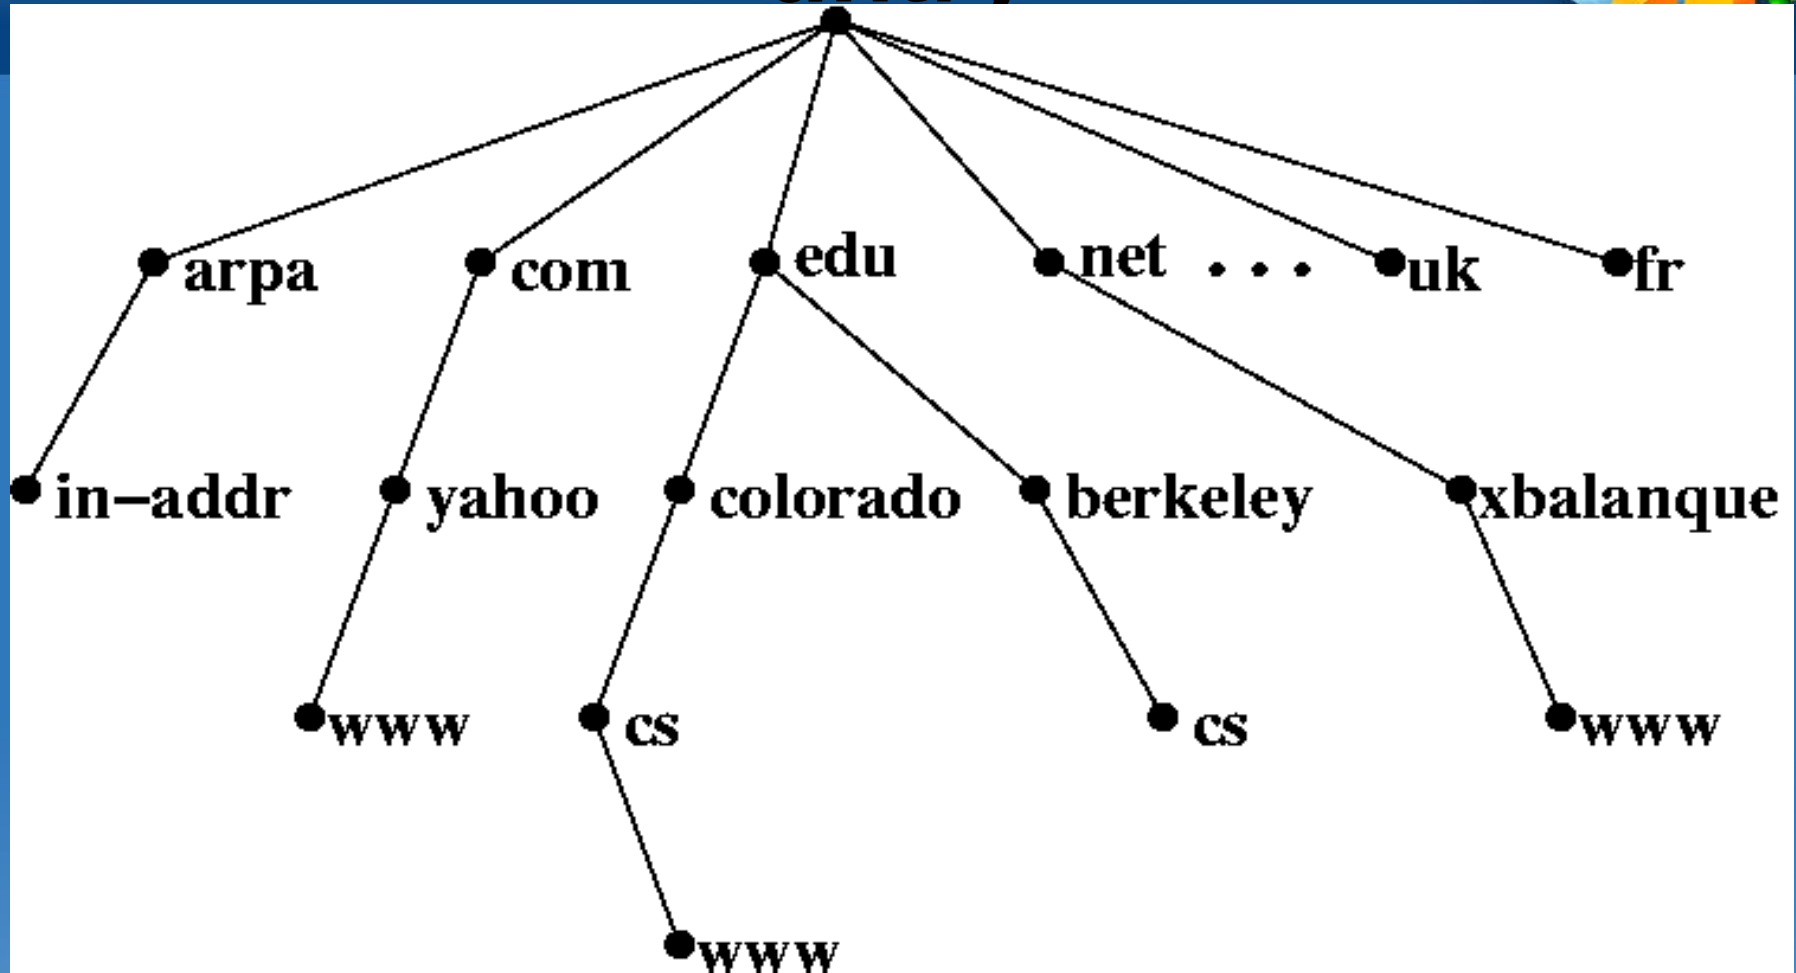 arpa com edu net . . . uk fr
in-addr yahoo colorado berkeley xbalanque
www cs cs www
www